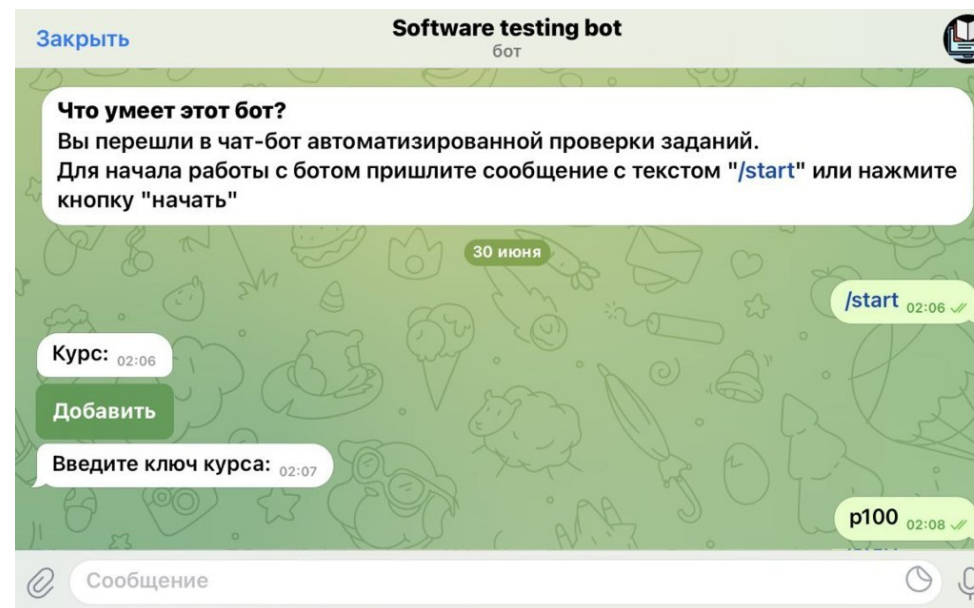 Закрыть
Software testing bot
бот
Что умеет этот бот?
Вы перешли в чат-бот автоматизированной проверки заданий.
Для начала работы с ботом пришлите сообщение с текстом "/start" или нажмите
кнопку "начать"
30 июня
/start 02:06
Курс: 02:06
Добавить
Введите ключ курса: 02:07
p100 02:08
Сообщение